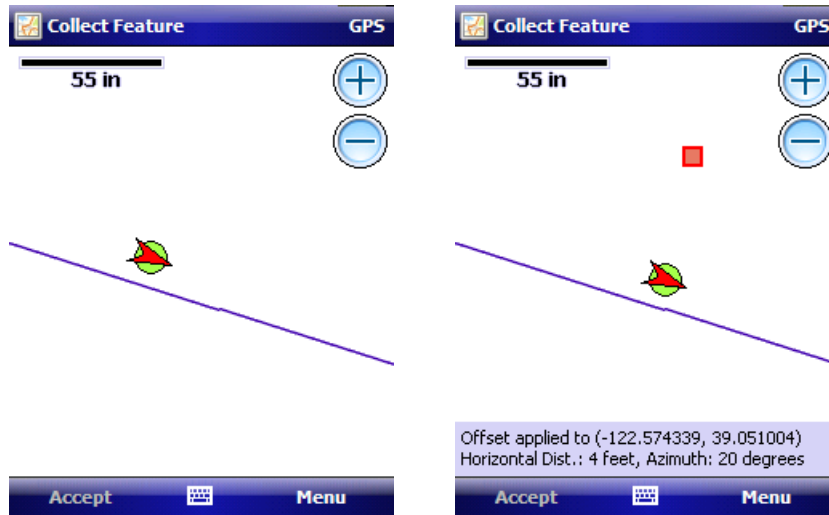 Collect Feature GPS
55 in
Accept Menu
Collect Feature GPS
55 in
Offset applied to (-122.574339, 39.051004)
Horizontal Dist.: 4 feet, Azimuth: 20 degrees
Accept Menu